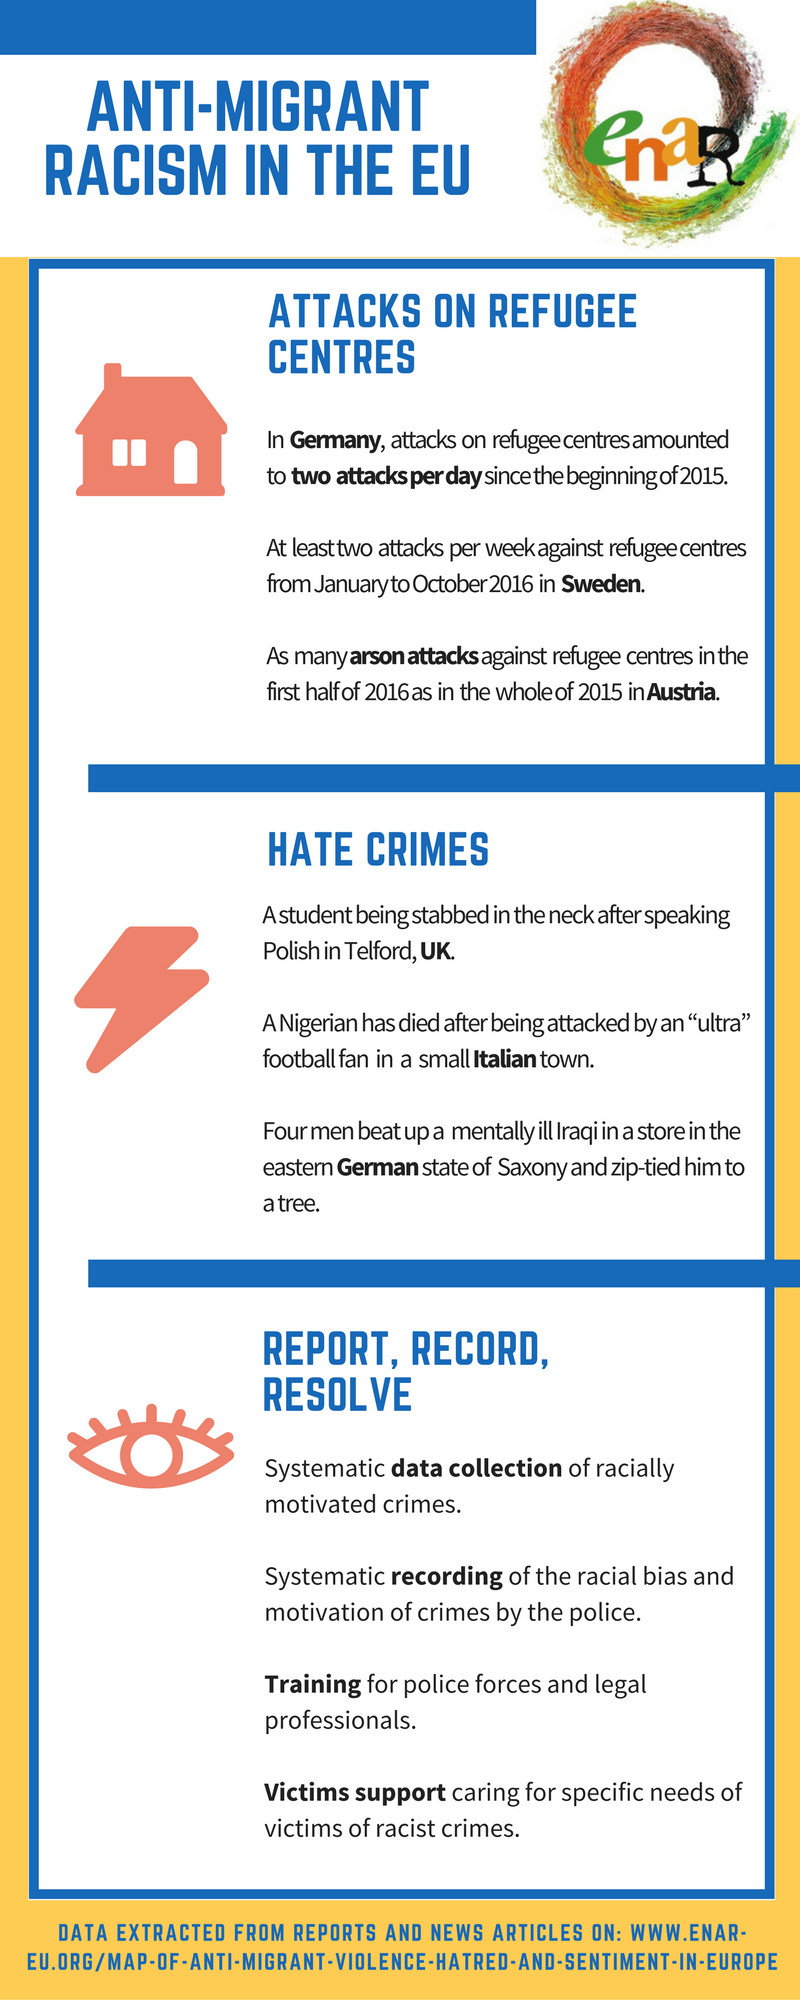 ANTI-MIGRANT
RACISM IN THE EU
enaR
ATTACKS ON REFUGEE
CENTRES
In Germany, attacks on refugee centres amounted
to two attacks per day since the beginning of 2015.
At least two attacks per week against refugee centres
from January to October 2016 in Sweden.
As many arson attacks against refugee centres in the
first half of 2016 as in the whole of 2015 in Austria.
HATE CRIMES
A student being stabbed in the neck after speaking
Polish in Telford, UK.
A Nigerian has died after being attacked by an “ultra”
football fan in a small Italian town.
Four men beat up a mentally ill Iraqi in a store in the
eastern German state of Saxony and zip-tied him to
a tree.
REPORT, RECORD,
RESOLVE
Systematic data collection of racially
motivated crimes.
Systematic recording of the racial bias and
motivation of crimes by the police.
Training for police forces and legal
professionals.
Victims support caring for specific needs of
victims of racist crimes.
DATA EXTRACTED FROM REPORTS AND NEWS ARTICLES ON: WWW.ENAR-
EU.ORG/MAP-OF-ANTI-MIGRANT-VIOLENCE-HATRED-AND-SENTIMENT-IN-EUROPE